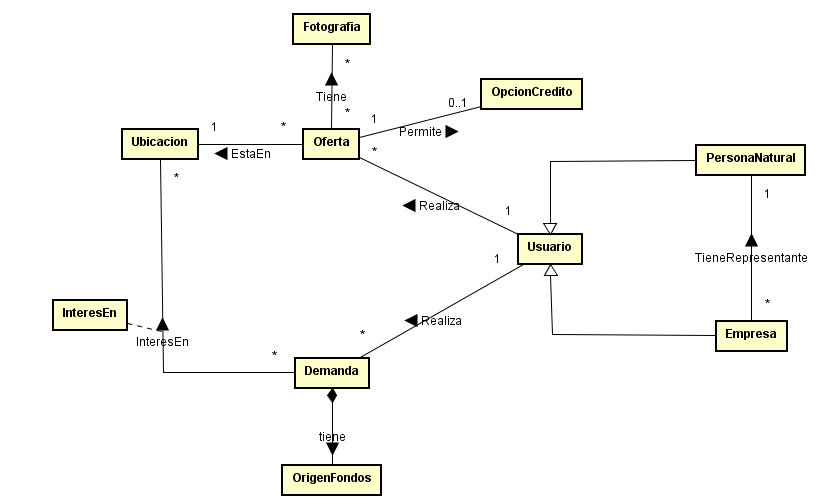 Fotografia
*
Tiene
*
OpcionCredito
0..1
1
Permite
Ubicacion
1
*
EstaEn
Oferta
*
PersonaNatural
*
1
Realiza
1
Usuario
1
TieneRepresentante
*
InteresEn
InteresEn
Realiza
*
Empresa
*
Demanda
tiene
OrigenFondos